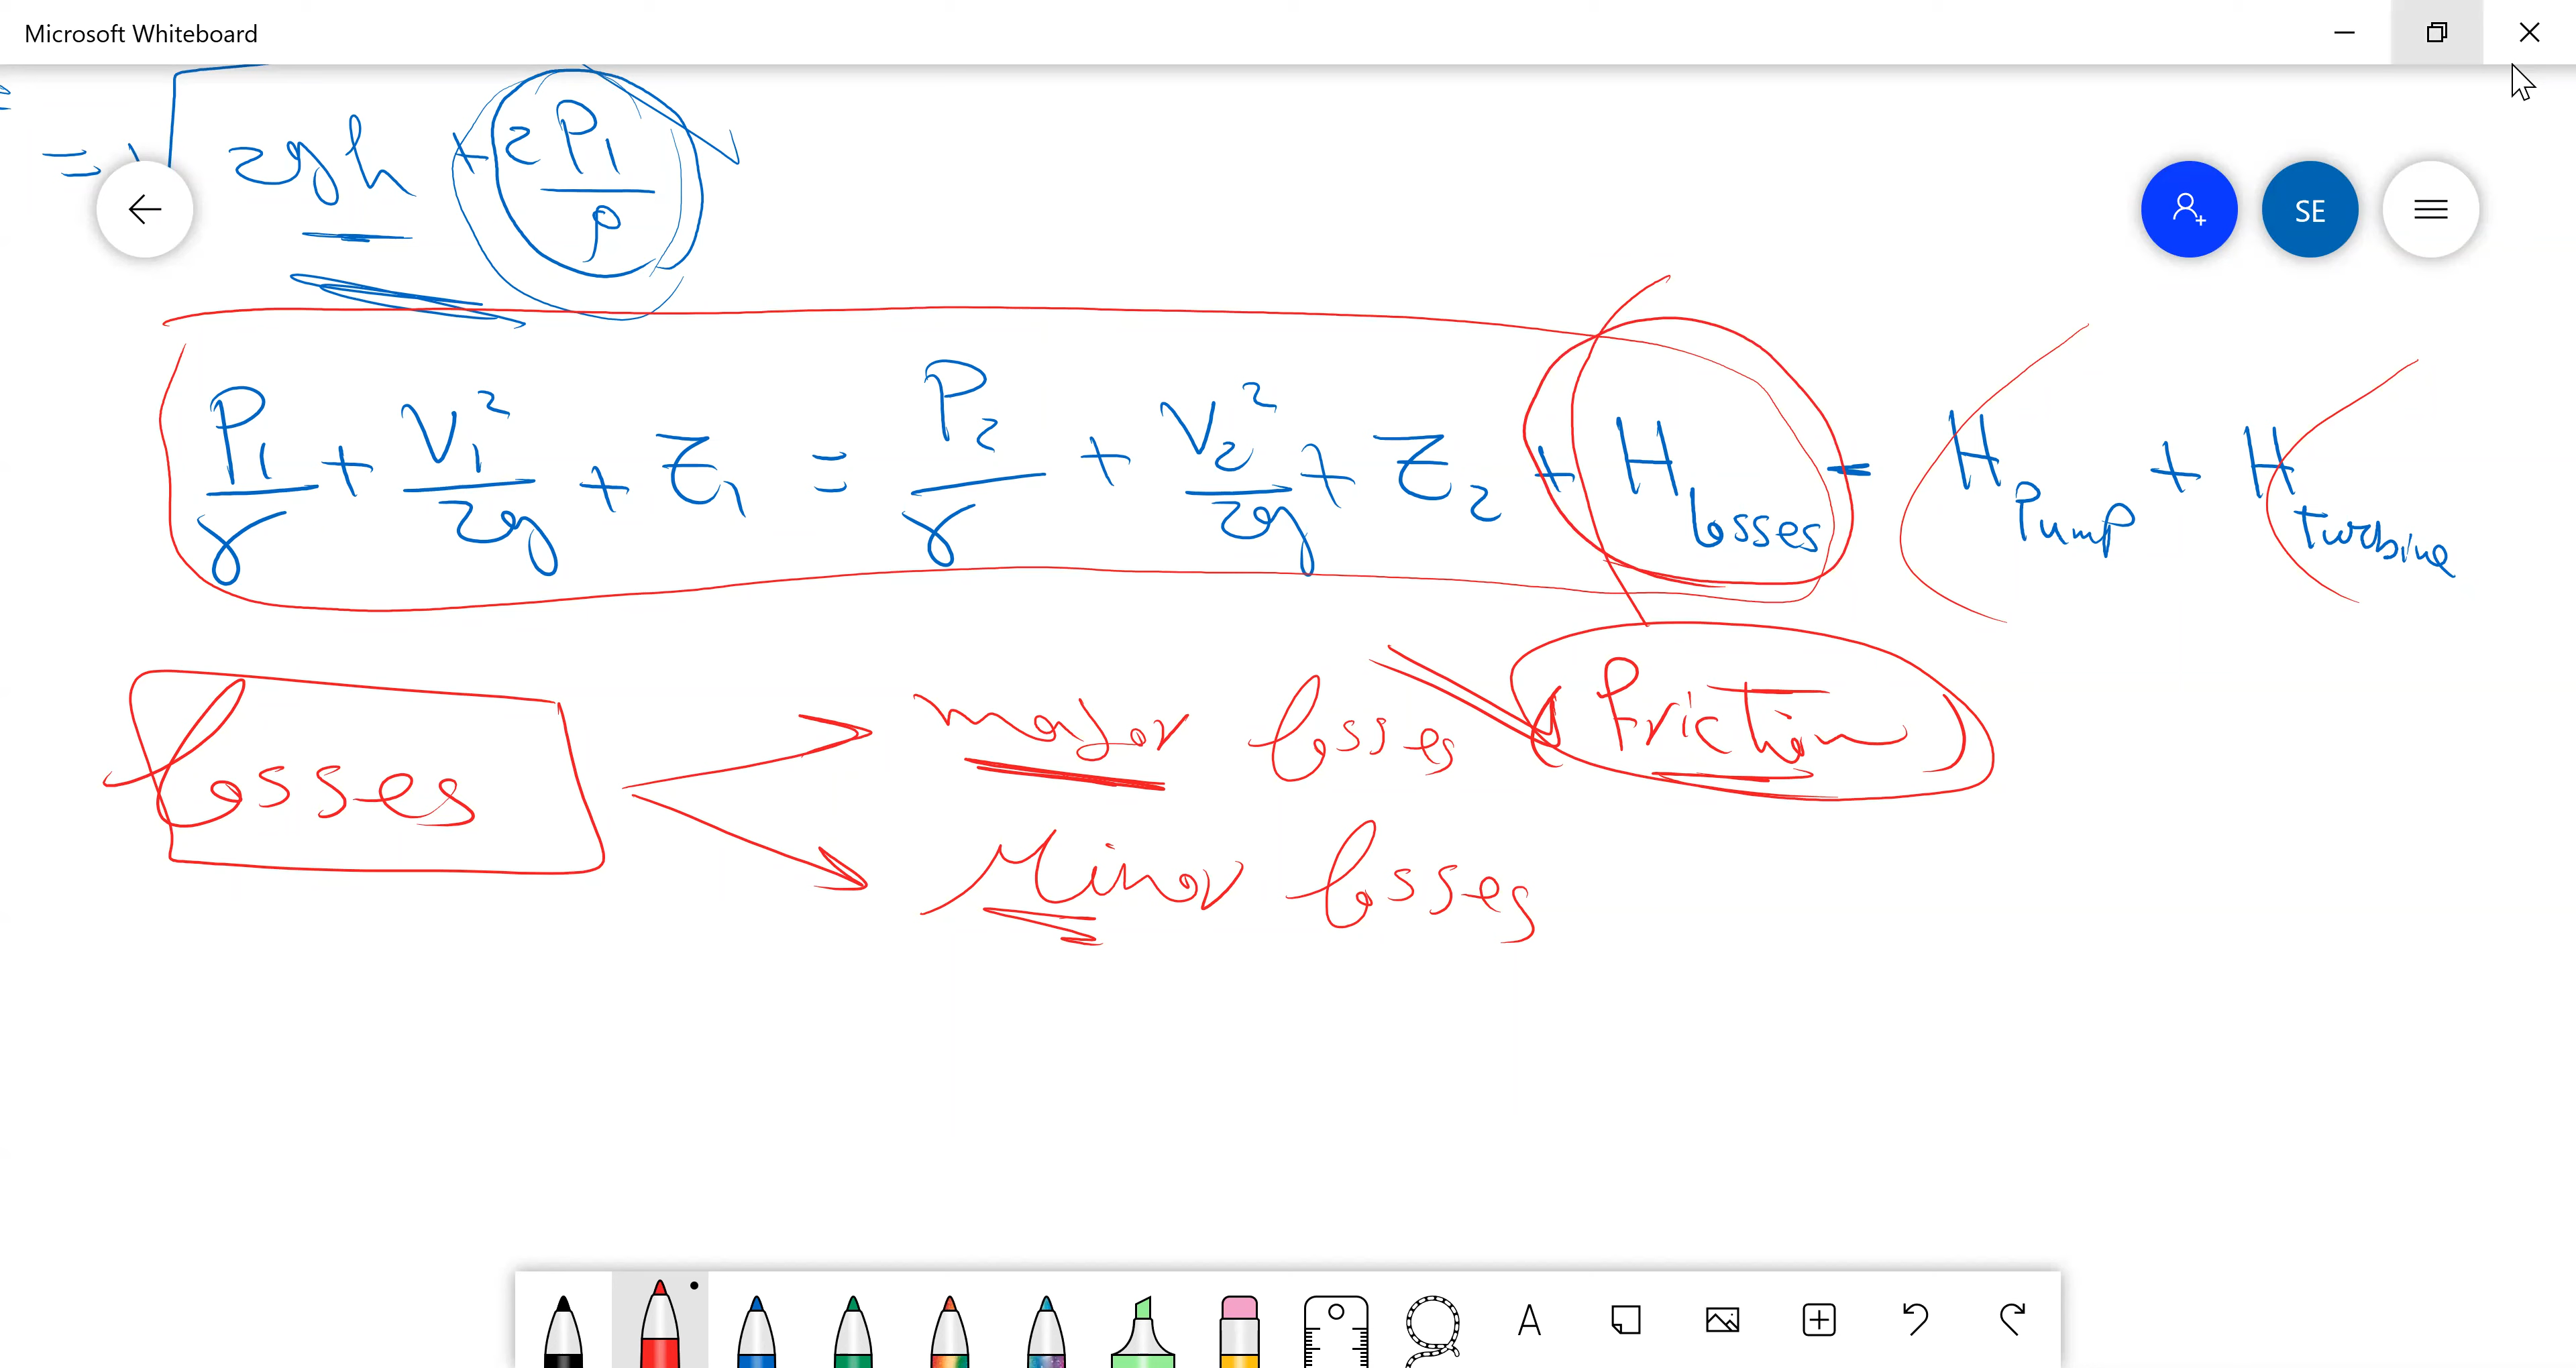 Microsoft Whiteboard
= √ 2gh + 2P₁/ρ
SE
P₁/γ + V₁²/2g + Z₁ = P₂/γ + V₂²/2g + Z₂ + H losses = H Pump + H turbine
losses
major losses (Friction)
Minor losses
A